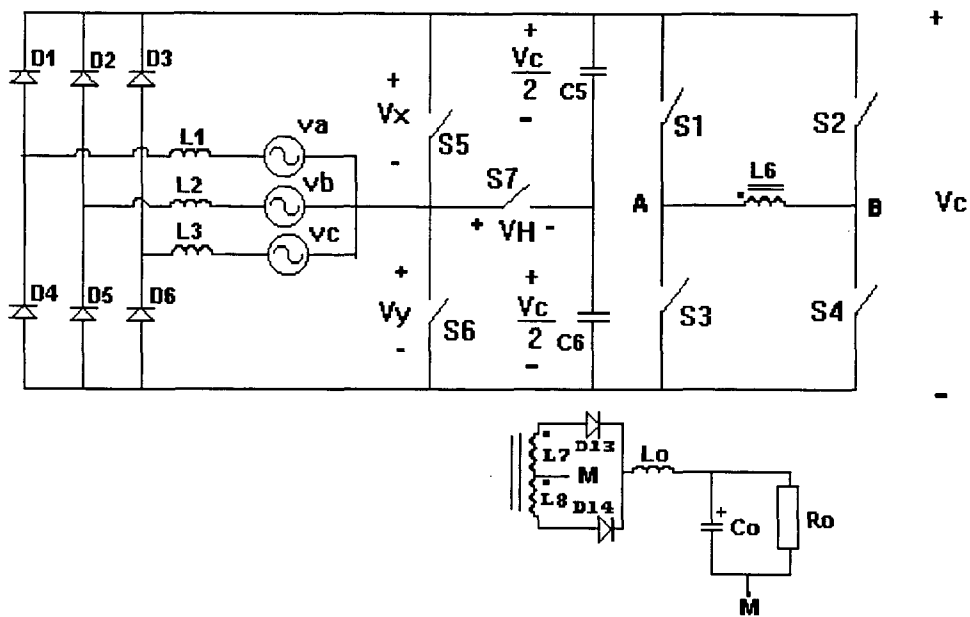 D1 D2 D3
L1 va
L2 vb
L3 vc
D4 D5 D6
+ Vx -
S5
S7
+ VH -
+ Vy -
S6
+ Vc/2 - C5
+ Vc/2 - C6
S1 S2
A L6 B
S3 S4
+
Vc
-
L7 D13
M
L8 D14
Lo
+ Co Ro
M